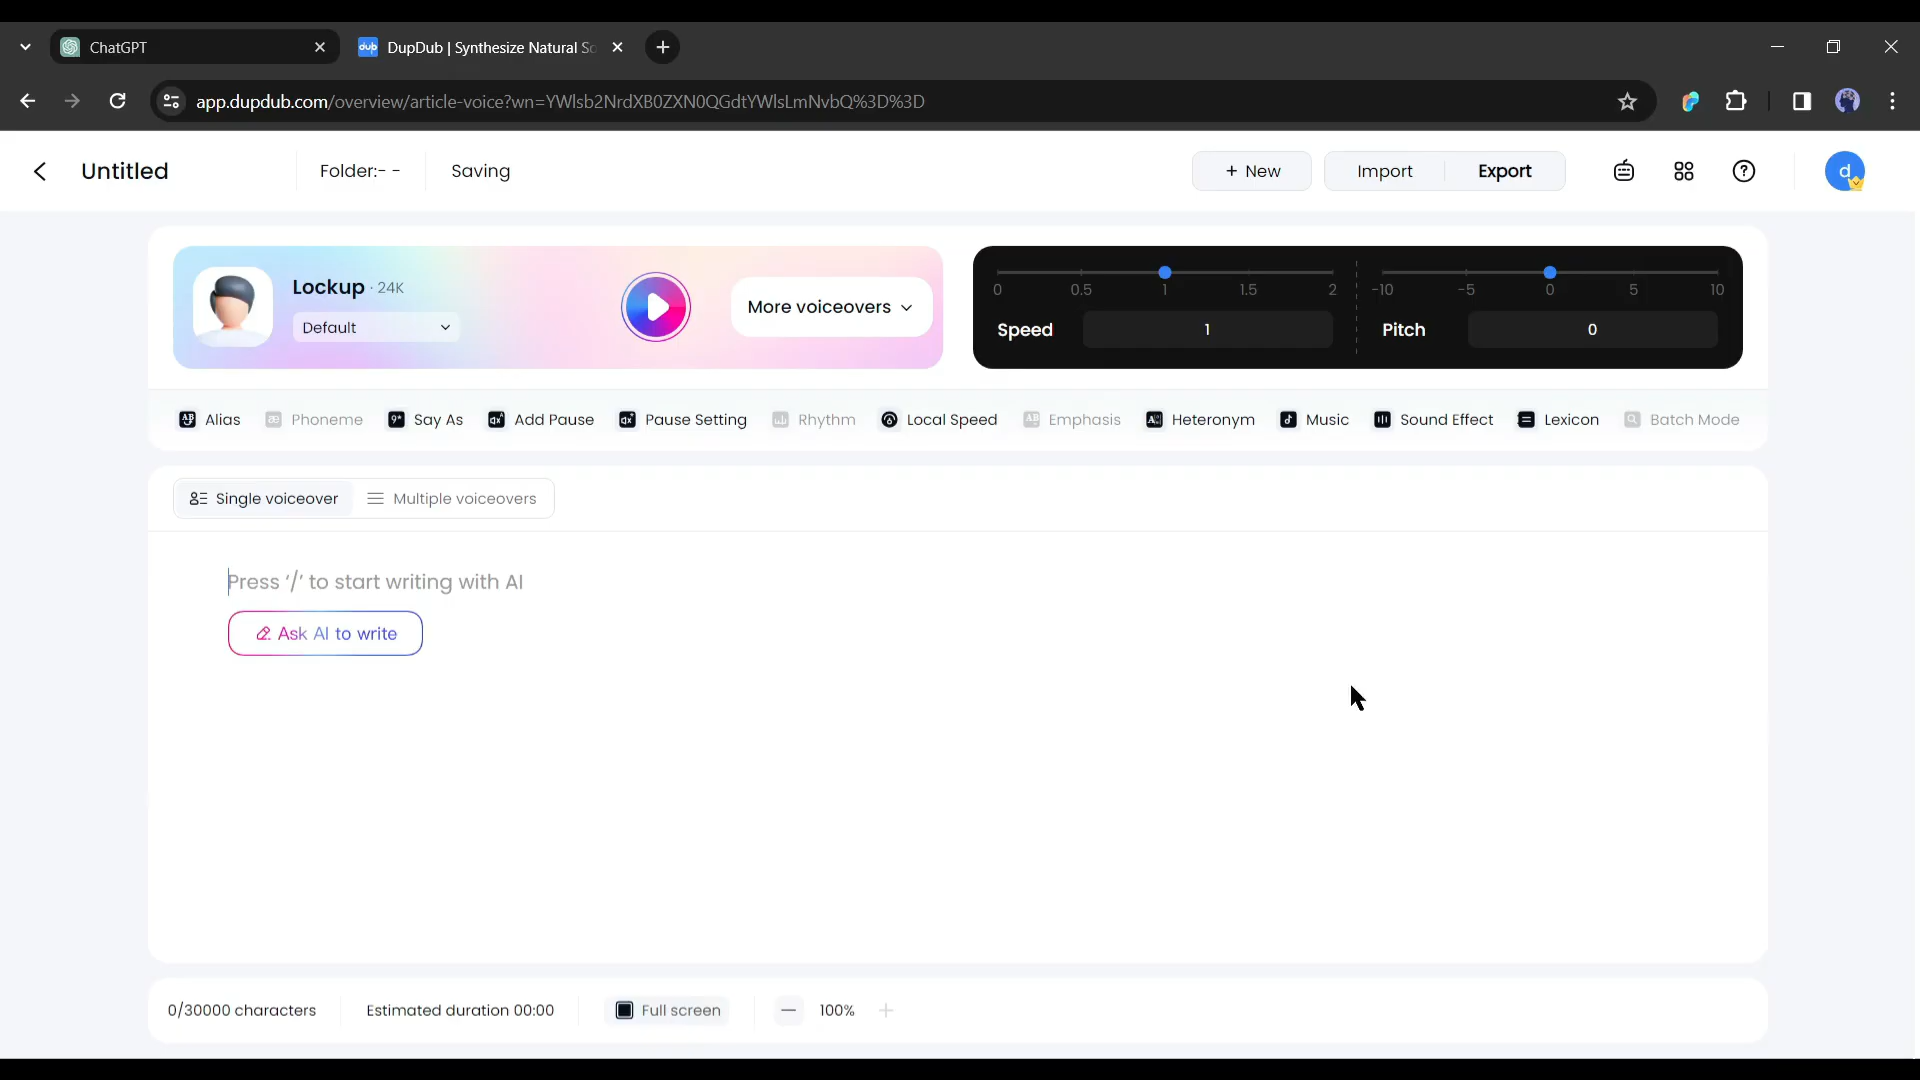 ChatGPT
dub DupDub | Synthesize Natural So
app.dupdub.com/overview/article-voice?wn=YWlsb2NrdXB0ZXN0QGdtYWlsLmNvbQ%3D%3D
Untitled
Folder:- -
Saving
+ New
Import
Export
d
Lockup · 24K
Default
More voiceovers
0 0.5 1 1.5 2
Speed 1
-10 -5 0 5 10
Pitch 0
Alias Phoneme Say As Add Pause Pause Setting Rhythm Local Speed Emphasis Heteronym Music Sound Effect Lexicon Batch Mode
Single voiceover Multiple voiceovers
Press ‘/’ to start writing with AI
Ask AI to write
0/30000 characters Estimated duration 00:00 Full screen 100%